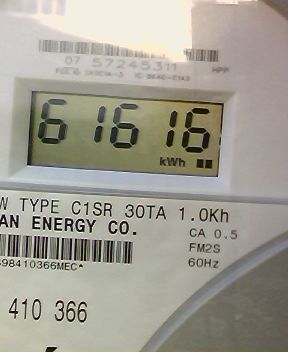 07 57245311
HPP
61616
kWh
TYPE C1SR 30TA 1.0Kh
AN ENERGY CO.
CA 0.5
FM2S
98410366MEC*
60Hz
410 366